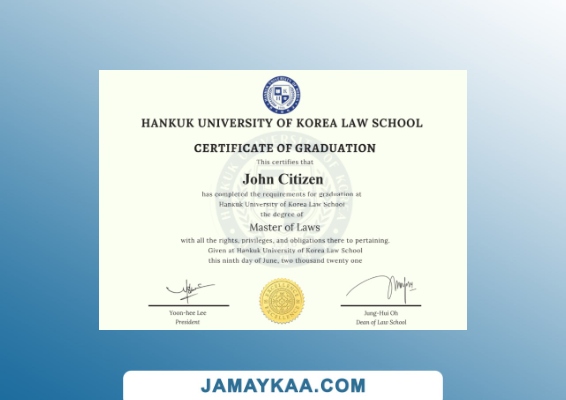 HANKUK UNIVERSITY OF KOREA LAW SCHOOL
CERTIFICATE OF GRADUATION
This certifies that
John Citizen
has completed the requirements for graduation at
Hankuk University of Korea Law School
the degree of
Master of Laws
with all the rights, privileges, and obligations there to pertaining.
Given at Hankuk University of Korea Law School
this ninth day of June, two thousand twenty one
Yoon-hee Lee
President
EXCELLENCE
EXCELLENCE
Jung-Hui Oh
Dean of Law School
JAMAYKAA.COM